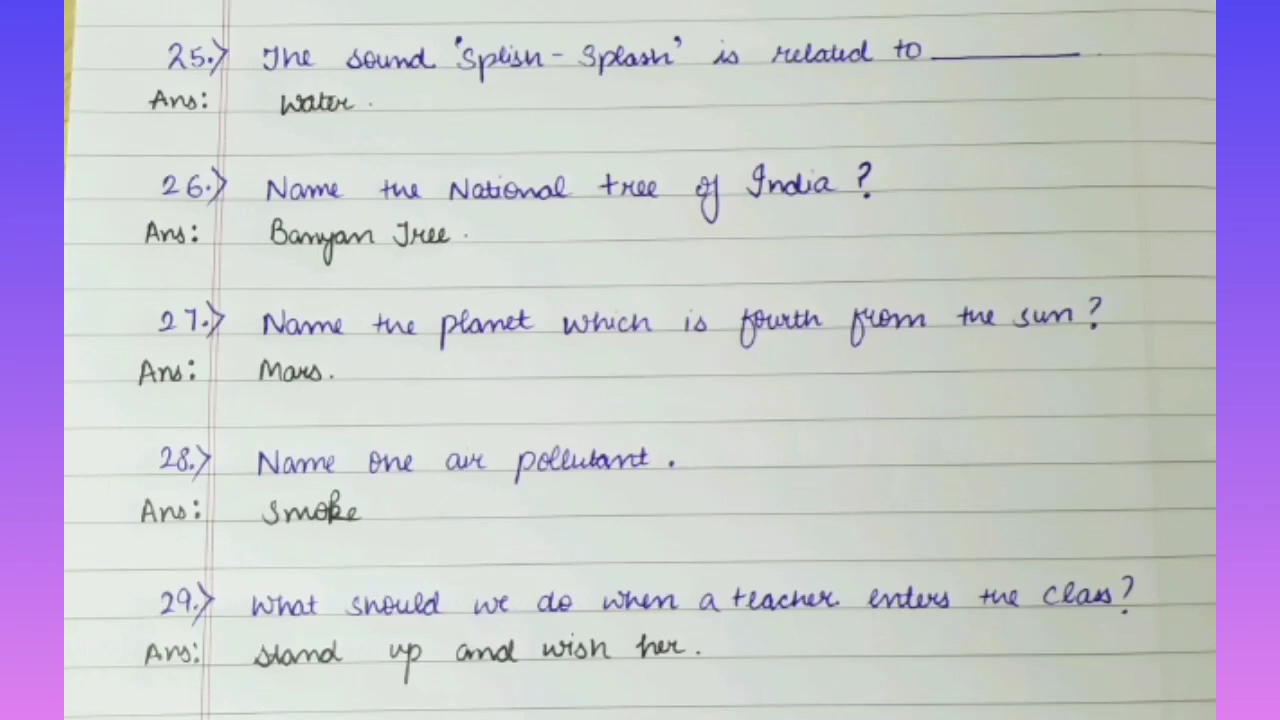 25.) The sound 'Splish - Splash' is related to ________ .
Ans: Water.
26.) Name the National tree of India ?
Ans: Banyan Tree.
27.) Name the planet which is fourth from the sun ?
Ans: Mars.
28.) Name one air pollutant.
Ans: Smoke
29.) What should we do when a teacher enters the class?
Ans: stand up and wish her.